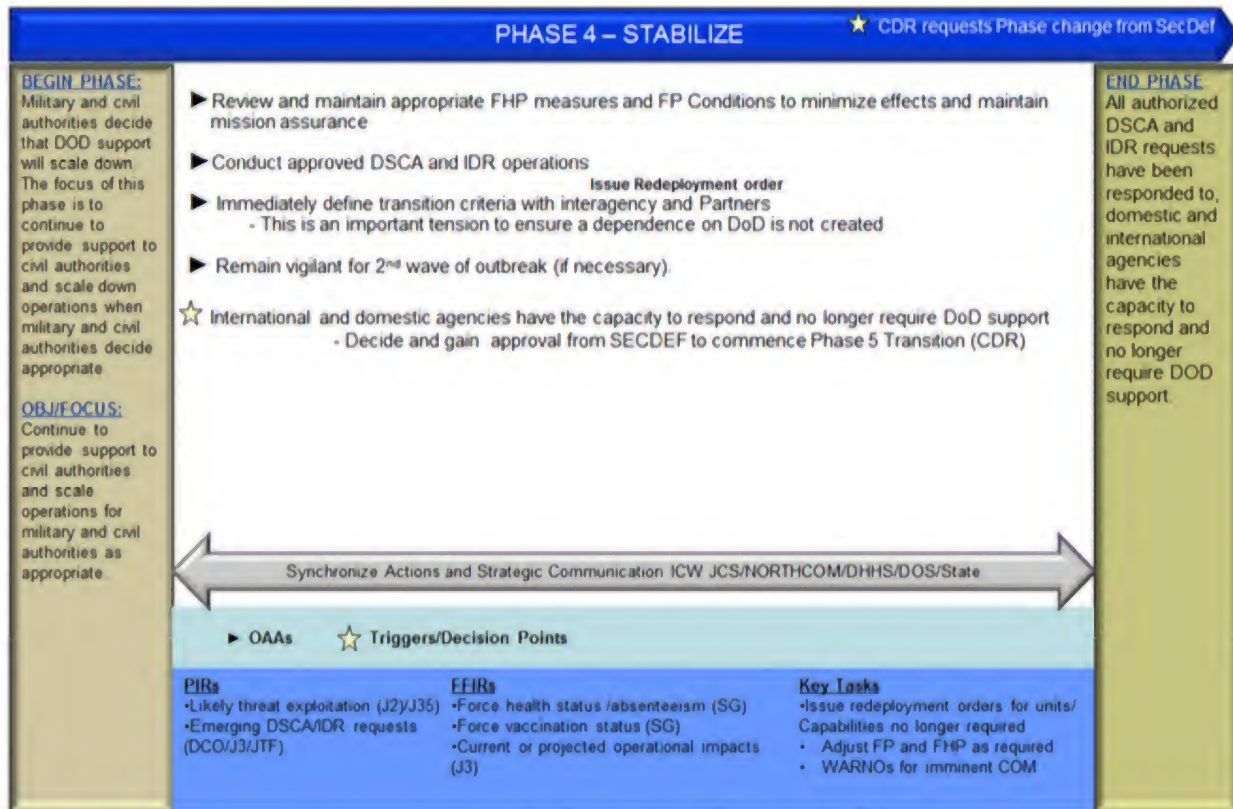 PHASE 4 – STABILIZE
CDR requests Phase change from SecDef
BEGIN PHASE:
Military and civil
authorities decide
that DOD support
will scale down
The focus of this
phase is to
continue to
provide support to
civil authorities
and scale down
operations when
military and civil
authorities decide
appropriate
OBJ/FOCUS:
Continue to
provide support to
civil authorities
and scale
operations for
military and civil
authorities as
appropriate
► Review and maintain appropriate FHP measures and FP Conditions to minimize effects and maintain
mission assurance
► Conduct approved DSCA and IDR operations
Issue Redeployment order
► Immediately define transition criteria with interagency and Partners
- This is an important tension to ensure a dependence on DoD is not created
► Remain vigilant for 2nd wave of outbreak (if necessary)
International and domestic agencies have the capacity to respond and no longer require DoD support
- Decide and gain approval from SECDEF to commence Phase 5 Transition (CDR)
END PHASE
All authorized
DSCA and
IDR requests
have been
responded to,
domestic and
international
agencies
have the
capacity to
respond and
no longer
require DOD
support
Synchronize Actions and Strategic Communication ICW JCS/NORTHCOM/DHHS/DOS/State
► OAAs
Triggers/Decision Points
PIRs
•Likely threat exploitation (J2)/J35)
•Emerging DSCA/IDR requests
(DCO/J3/JTF)
FFIRs
•Force health status /absenteeism (SG)
•Force vaccination status (SG)
•Current or projected operational impacts
(J3)
Key Tasks
•Issue redeployment orders for units/
Capabilities no longer required
• Adjust FP and FHP as required
• WARNOs for imminent COM